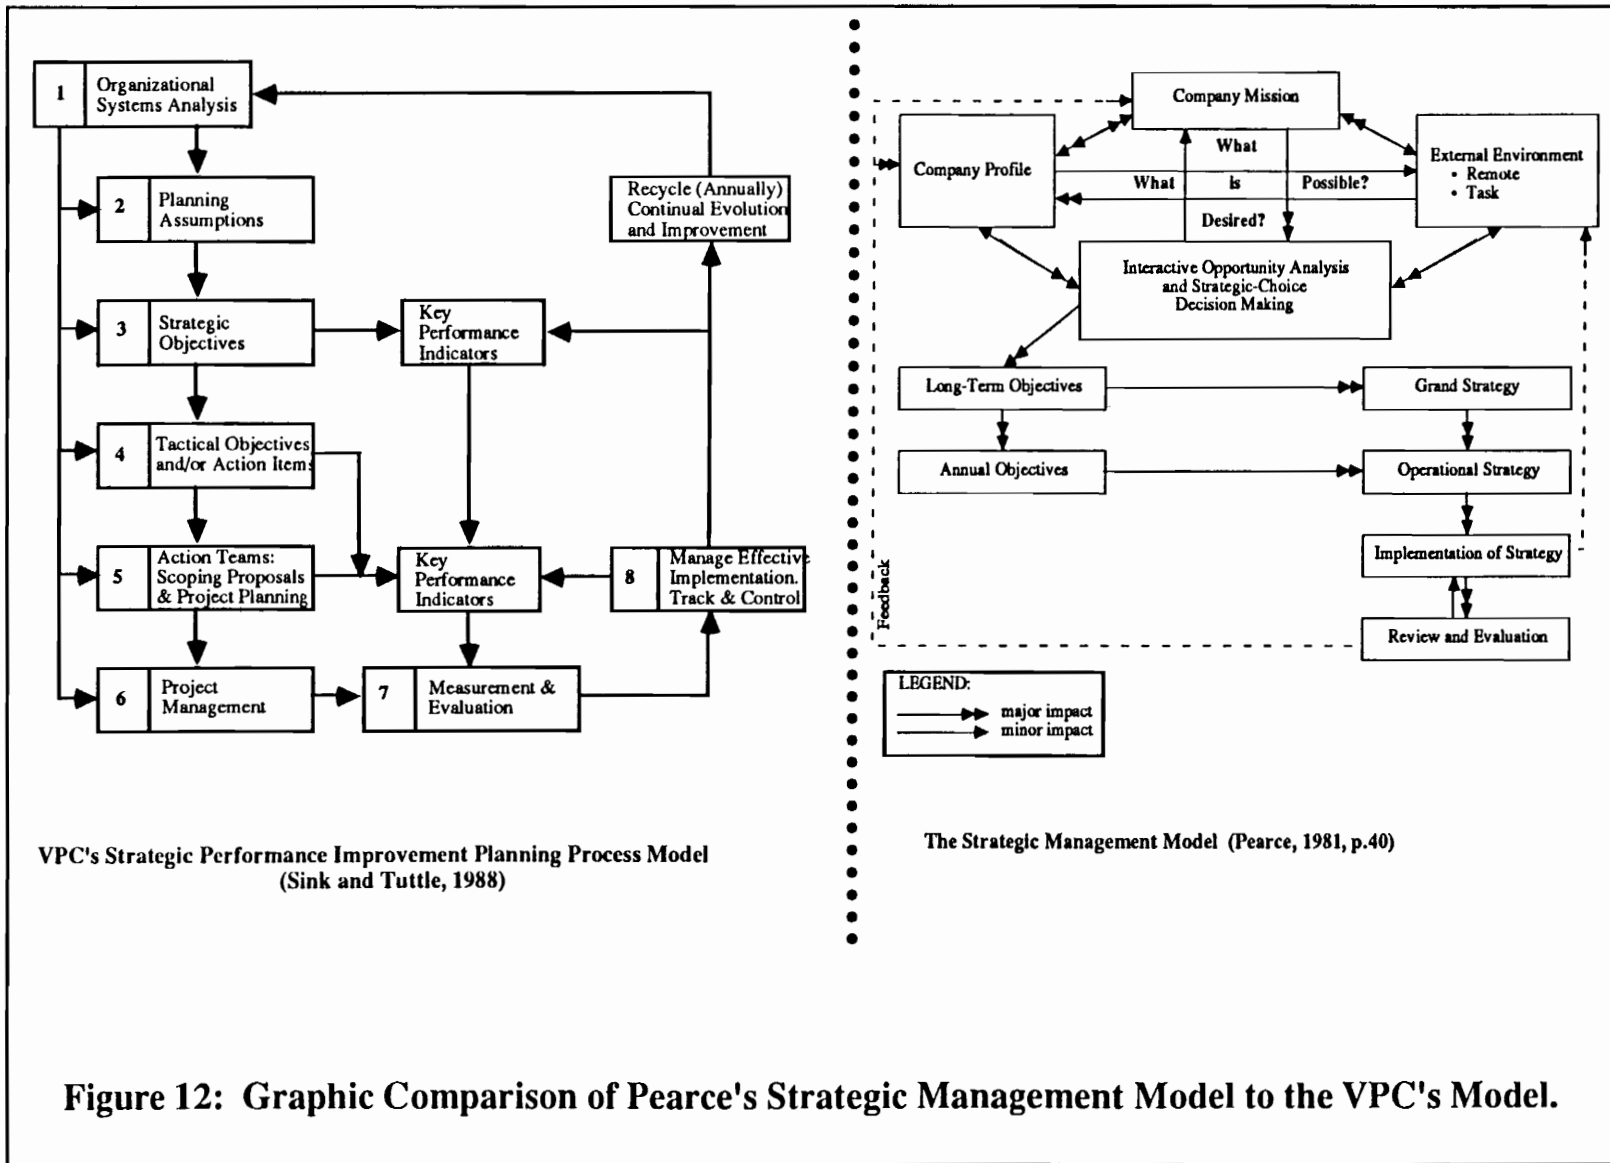 1
Organizational
Systems Analysis
2
Planning
Assumptions
Recycle (Annually)
Continual Evolution
and Improvement
3
Strategic
Objectives
Key
Performance
Indicators
4
Tactical Objectives
and/or Action Items
5
Action Teams:
Scoping Proposals
& Project Planning
Key
Performance
Indicators
8
Manage Effective
Implementation.
Track & Control
6
Project
Management
7
Measurement &
Evaluation
VPC's Strategic Performance Improvement Planning Process Model
(Sink and Tuttle, 1988)
Company Mission
Company Profile
What
What is Possible?
Desired?
External Environment
• Remote
• Task
Interactive Opportunity Analysis
and Strategic-Choice
Decision Making
Long-Term Objectives
Grand Strategy
Annual Objectives
Operational Strategy
Implementation of Strategy
Feedback
Review and Evaluation
LEGEND:
major impact
minor impact
The Strategic Management Model (Pearce, 1981, p.40)
Figure 12: Graphic Comparison of Pearce's Strategic Management Model to the VPC's Model.